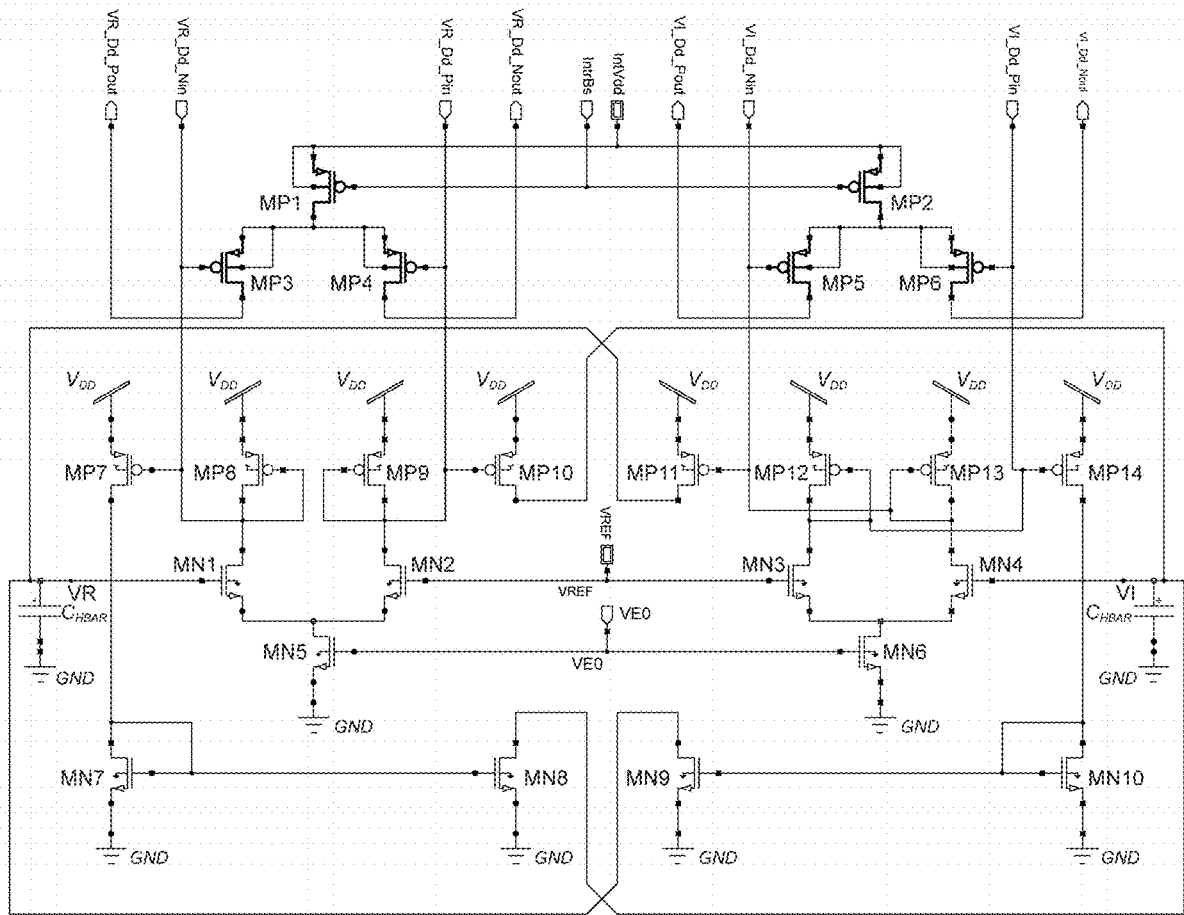 VR_Dd_Pout
VR_Dd_Nin
VR_Dd_Pin
VR_Dd_Nout
IntrBs
IntVdd
VI_Dd_Pout
VI_Dd_Nin
VI_Dd_Pin
VI_Dd_Nout
MP1
MP2
MP3
MP4
MP5
MP6
VDD
VDD
VDD
VDD
VDD
VDD
VDD
VDD
MP7
MP8
MP9
MP10
MP11
MP12
MP13
MP14
VREF
MN1
MN2
MN3
MN4
VR
VREF
VI
CHBAR
VE0
CHBAR
MN5
VE0
MN6
GND
GND
GND
GND
MN7
MN8
MN9
MN10
GND
GND
GND
GND